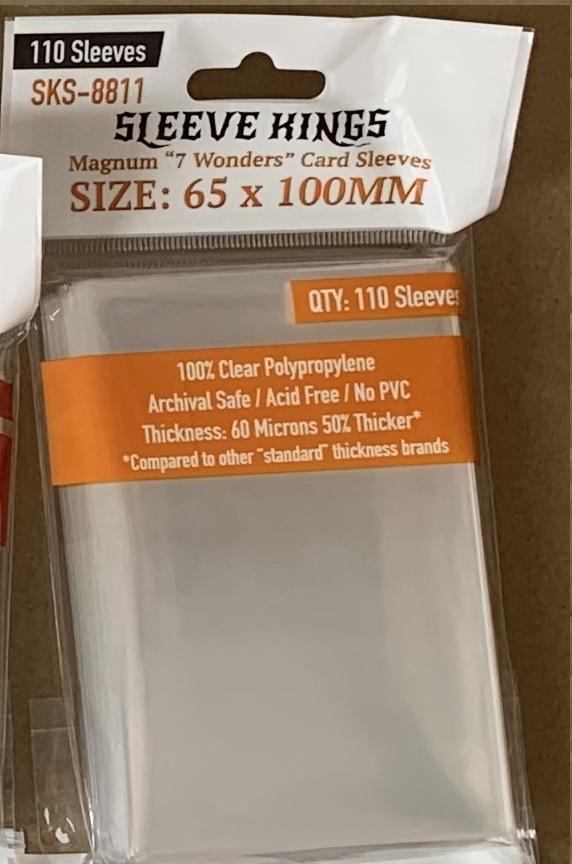 110 Sleeves
SKS-8811
SLEEVE KINGS
Magnum “7 Wonders” Card Sleeves
SIZE: 65 x 100MM
QTY: 110 Sleeves
100% Clear Polypropylene
Archival Safe / Acid Free / No PVC
Thickness: 60 Microns 50% Thicker*
*Compared to other "standard" thickness brands